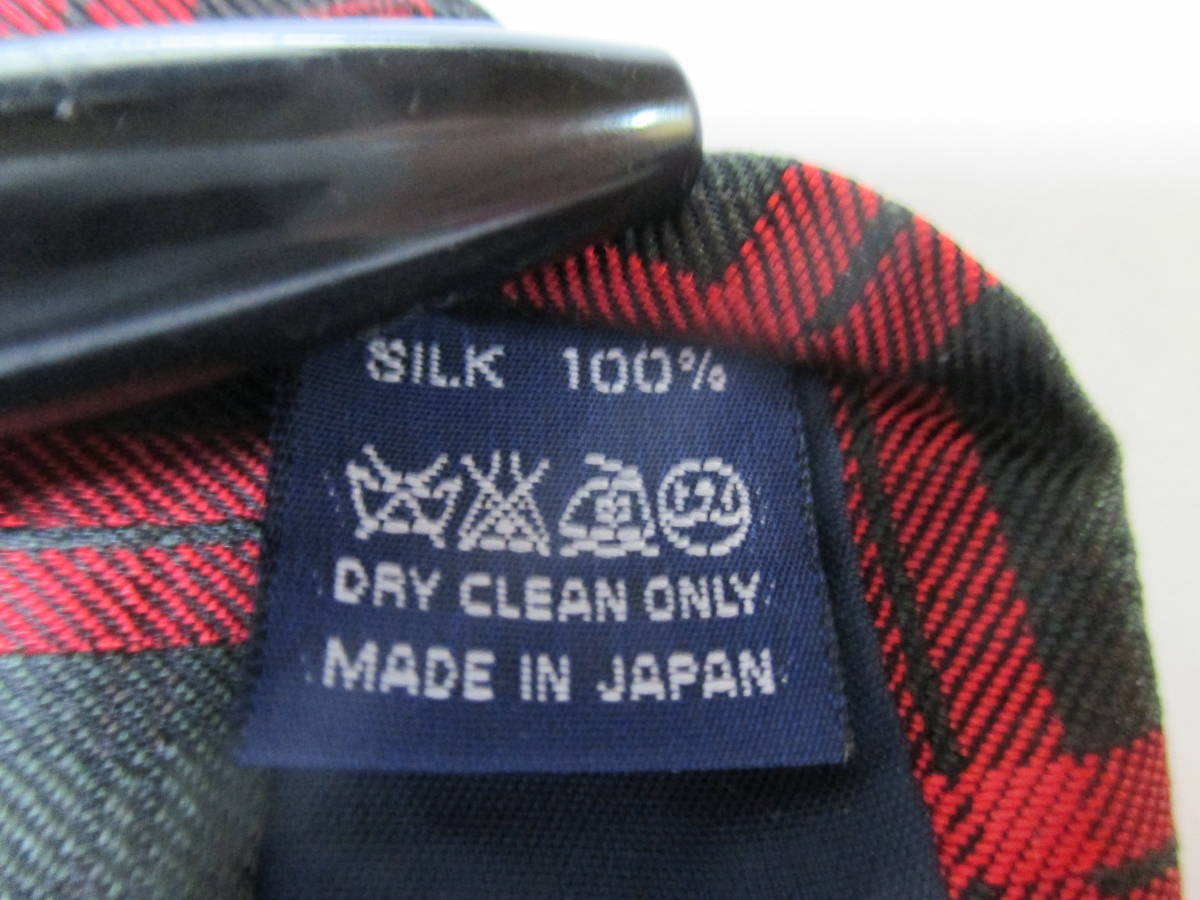 SILK 100%
DRY CLEAN ONLY
MADE IN JAPAN